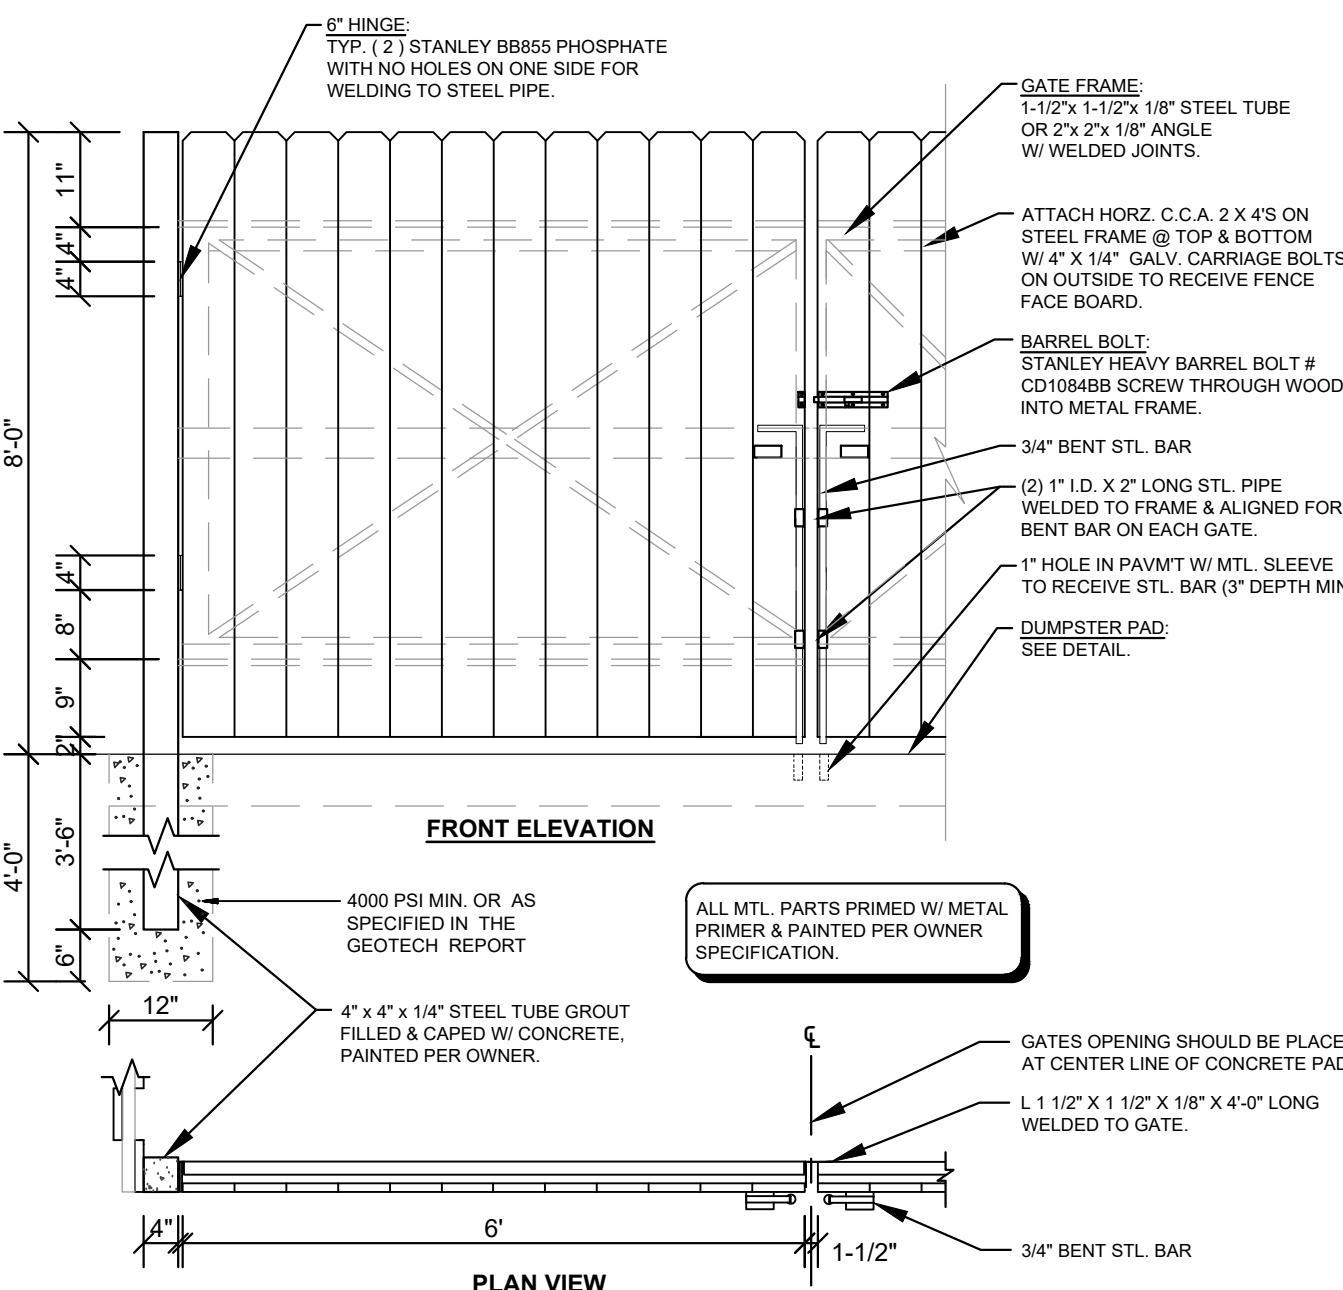 6" HINGE:
TYP. ( 2 ) STANLEY BB855 PHOSPHATE
WITH NO HOLES ON ONE SIDE FOR
WELDING TO STEEL PIPE.
GATE FRAME:
1-1/2"x 1-1/2"x 1/8" STEEL TUBE
OR 2"x 2"x 1/8" ANGLE
W/ WELDED JOINTS.
ATTACH HORZ. C.C.A. 2 X 4'S ON
STEEL FRAME @ TOP & BOTTOM
W/ 4" X 1/4" GALV. CARRIAGE BOLTS
ON OUTSIDE TO RECEIVE FENCE
FACE BOARD.
BARREL BOLT:
STANLEY HEAVY BARREL BOLT #
CD1084BB SCREW THROUGH WOOD
INTO METAL FRAME.
3/4" BENT STL. BAR
(2) 1" I.D. X 2" LONG STL. PIPE
WELDED TO FRAME & ALIGNED FOR
BENT BAR ON EACH GATE.
1" HOLE IN PAVM'T W/ MTL. SLEEVE
TO RECEIVE STL. BAR (3" DEPTH MIN
DUMPSTER PAD:
SEE DETAIL.
8'-0"
11"
4"
4"
4"
8"
9"
2"
4'-0"
3'-6"
6"
12"
FRONT ELEVATION
4000 PSI MIN. OR AS
SPECIFIED IN THE
GEOTECH REPORT
ALL MTL. PARTS PRIMED W/ METAL
PRIMER & PAINTED PER OWNER
SPECIFICATION.
4" x 4" x 1/4" STEEL TUBE GROUT
FILLED & CAPED W/ CONCRETE,
PAINTED PER OWNER.
CL
GATES OPENING SHOULD BE PLACE
AT CENTER LINE OF CONCRETE PAD
L 1 1/2" X 1 1/2" X 1/8" X 4'-0" LONG
WELDED TO GATE.
4"
6'
1-1/2"
3/4" BENT STL. BAR
PLAN VIEW